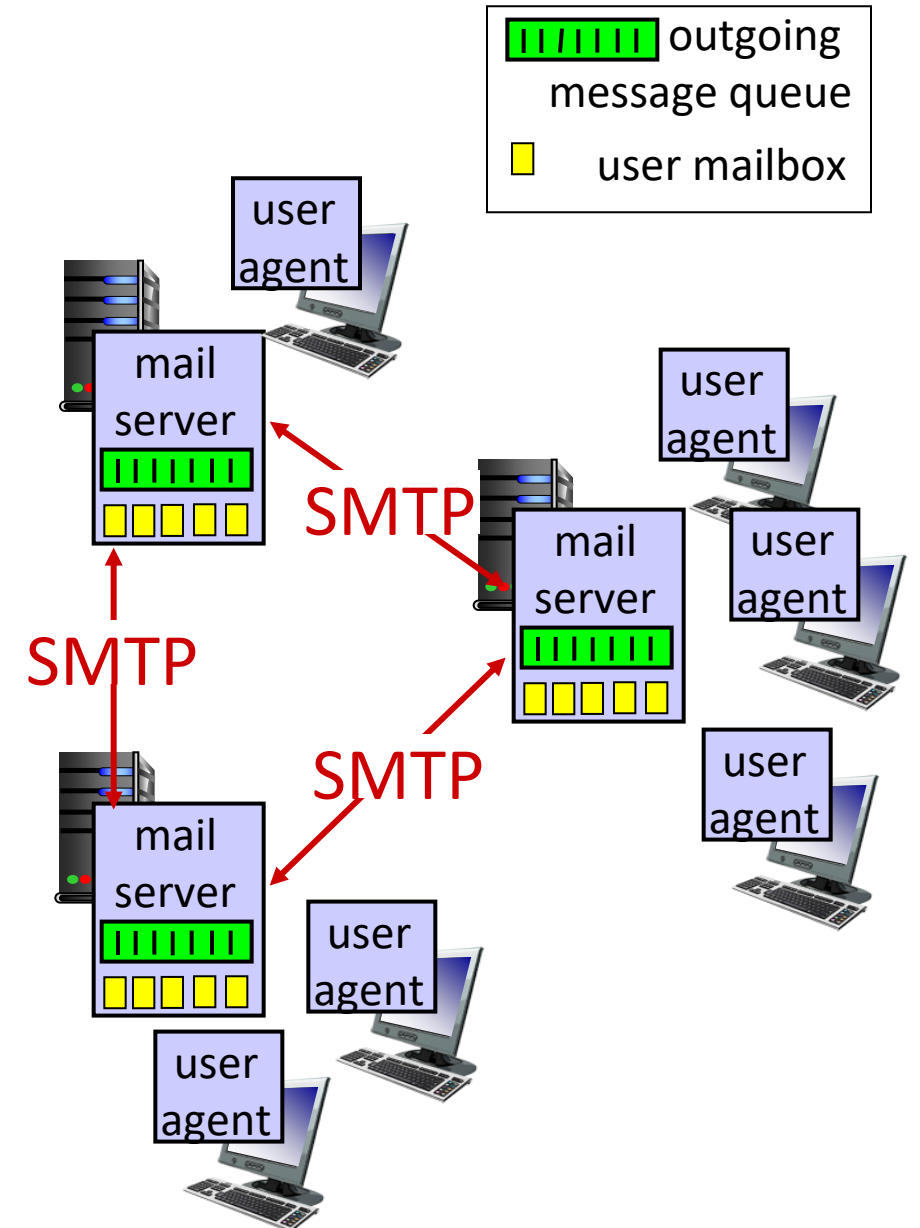 outgoing
message queue
user mailbox
user
agent
mail
server
SMTP
user
agent
mail
server
user
agent
SMTP
SMTP
user
agent
mail
server
user
agent
user
agent